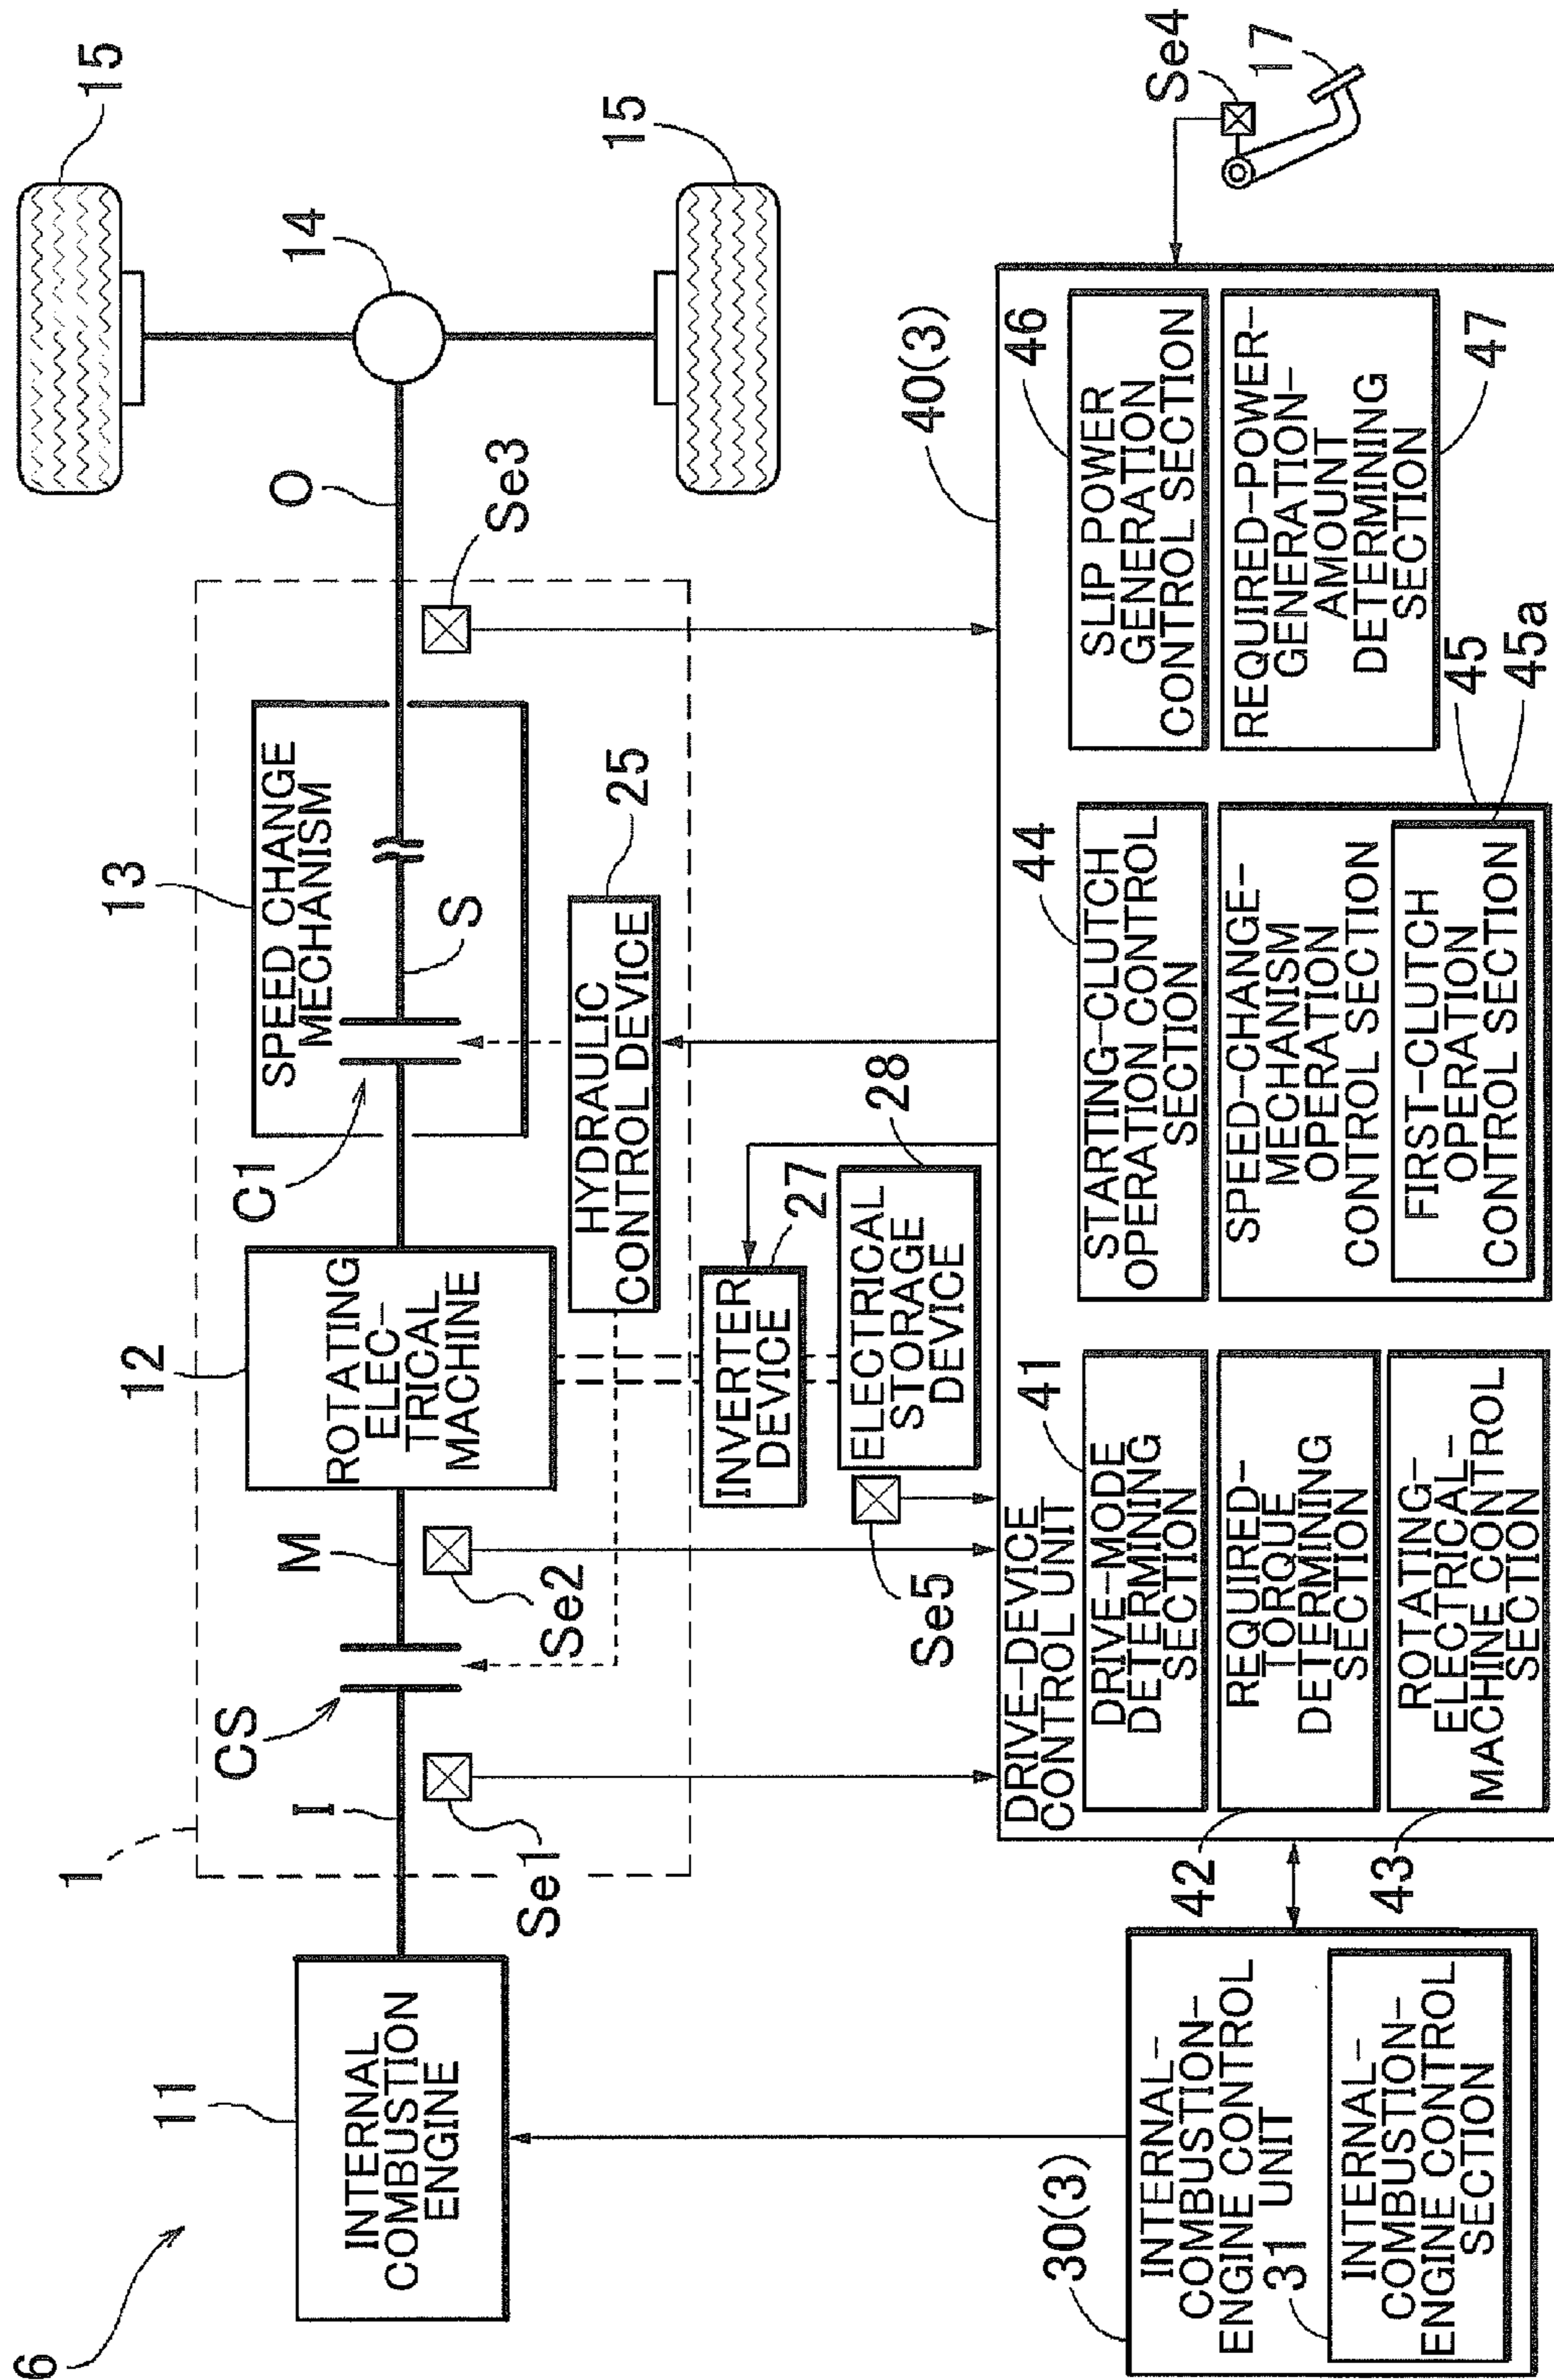 6
11
INTERNAL
COMBUSTION
ENGINE
1
I
Se1
CS
M
Se2
12
ROTATING
ELEC-
TRICAL
MACHINE
C1
13
SPEED CHANGE
MECHANISM
S
HYDRAULIC
CONTROL DEVICE
25
O
Se3
14
15
15
INVERTER
DEVICE
27
ELECTRICAL
STORAGE
DEVICE
28
Se5
30(3)
INTERNAL-
COMBUSTION-
ENGINE CONTROL
UNIT
31
INTERNAL-
COMBUSTION-
ENGINE CONTROL
SECTION
DRIVE-DEVICE
CONTROL UNIT
40(3)
41
DRIVE-MODE
DETERMINING
SECTION
42
REQUIRED-
TORQUE
DETERMINING
SECTION
43
ROTATING-
ELECTRICAL-
MACHINE CONTROL
SECTION
44
STARTING-CLUTCH
OPERATION CONTROL
SECTION
SPEED-CHANGE-
MECHANISM
OPERATION
CONTROL SECTION
45
FIRST-CLUTCH
OPERATION
CONTROL SECTION
45a
46
SLIP POWER
GENERATION
CONTROL SECTION
REQUIRED-POWER-
GENERATION-
AMOUNT
DETERMINING
SECTION
47
Se4
17